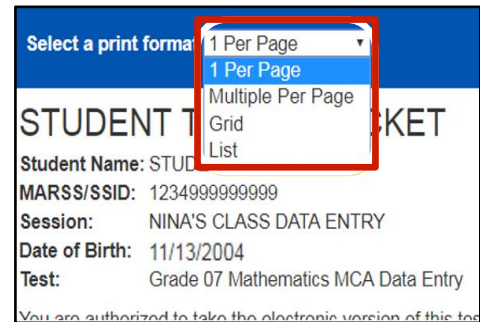 Select a print format 1 Per Page
1 Per Page
Multiple Per Page
Grid
List
STUDENT T KET
Student Name: STUD
MARSS/SSID: 1234999999999
Session: NINA'S CLASS DATA ENTRY
Date of Birth: 11/13/2004
Test: Grade 07 Mathematics MCA Data Entry
You are authorized to take the electronic version of this tes